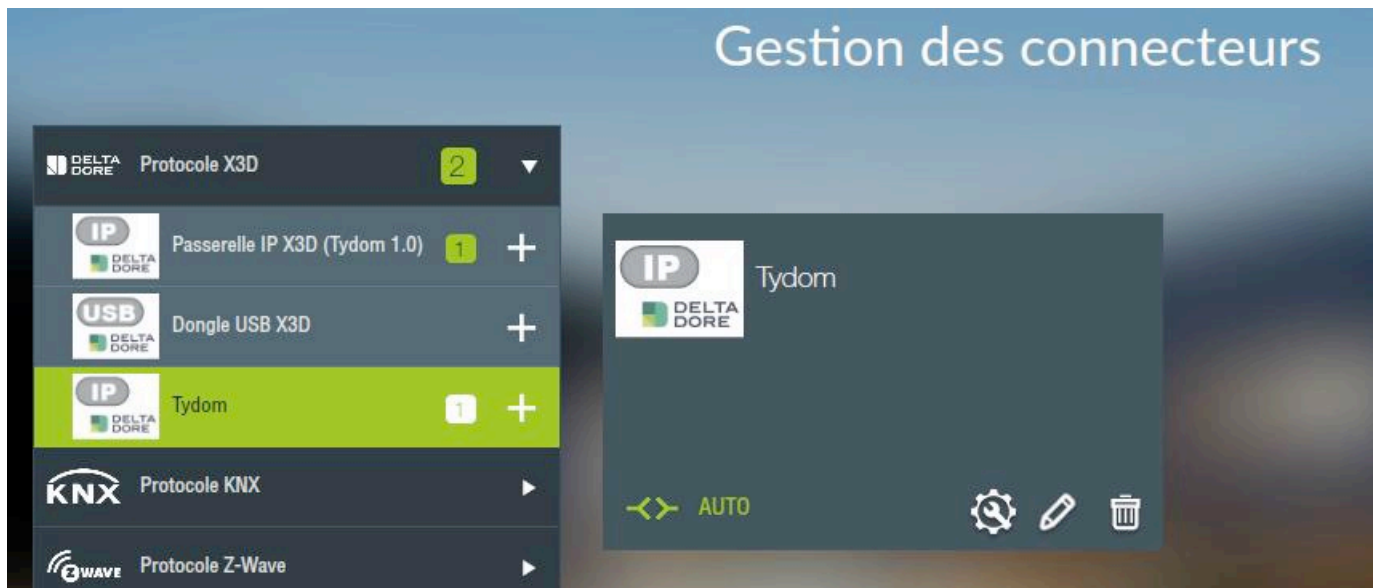 Gestion des connecteurs
DELTA DORE Protocole X3D 2
IP DELTA DORE Passerelle IP X3D (Tydom 1.0) 1
USB DELTA DORE Dongle USB X3D
IP DELTA DORE Tydom 1
KNX Protocole KNX
Z WAVE Protocole Z-Wave
IP DELTA DORE Tydom
AUTO